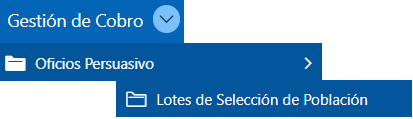 Gestión de Cobro
Oficios Persuasivo
Lotes de Selección de Población